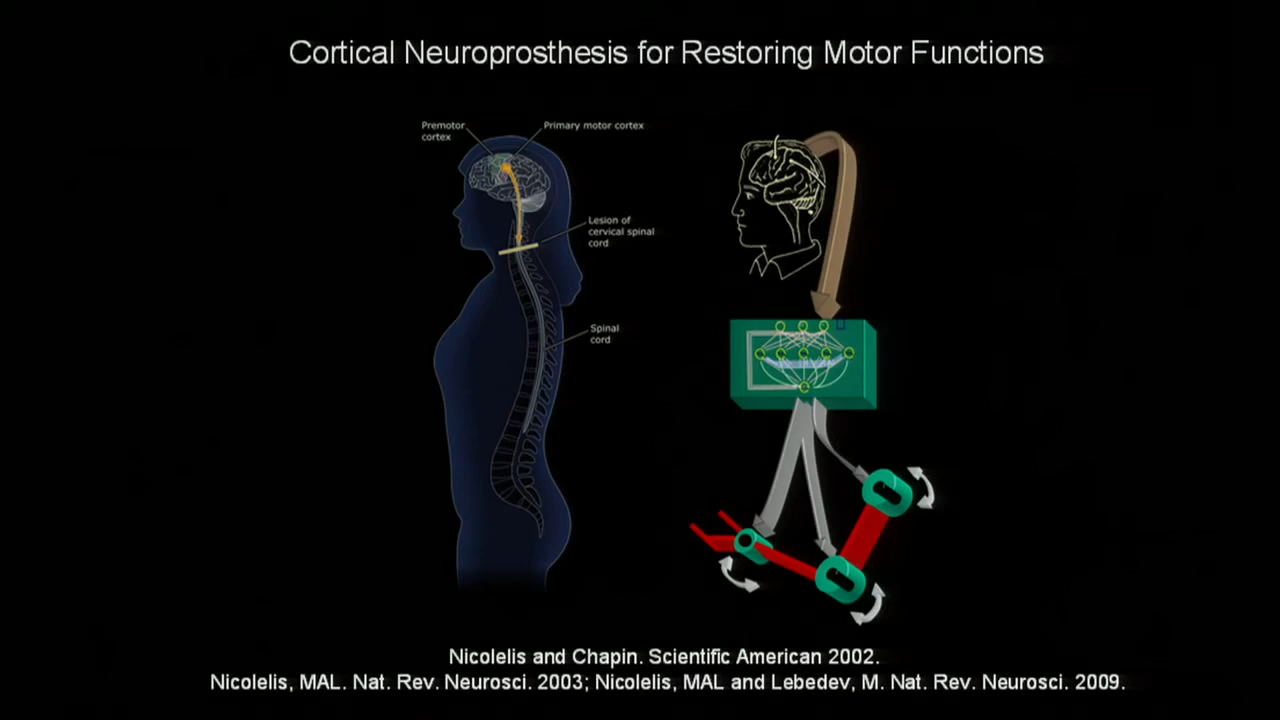 Cortical Neuroprosthesis for Restoring Motor Functions
Premotor
cortex
Primary motor cortex
Lesion of
cervical spinal
cord
Spinal
cord
Nicolelis and Chapin. Scientific American 2002.
Nicolelis, MAL. Nat. Rev. Neurosci. 2003; Nicolelis, MAL and Lebedev, M. Nat. Rev. Neurosci. 2009.